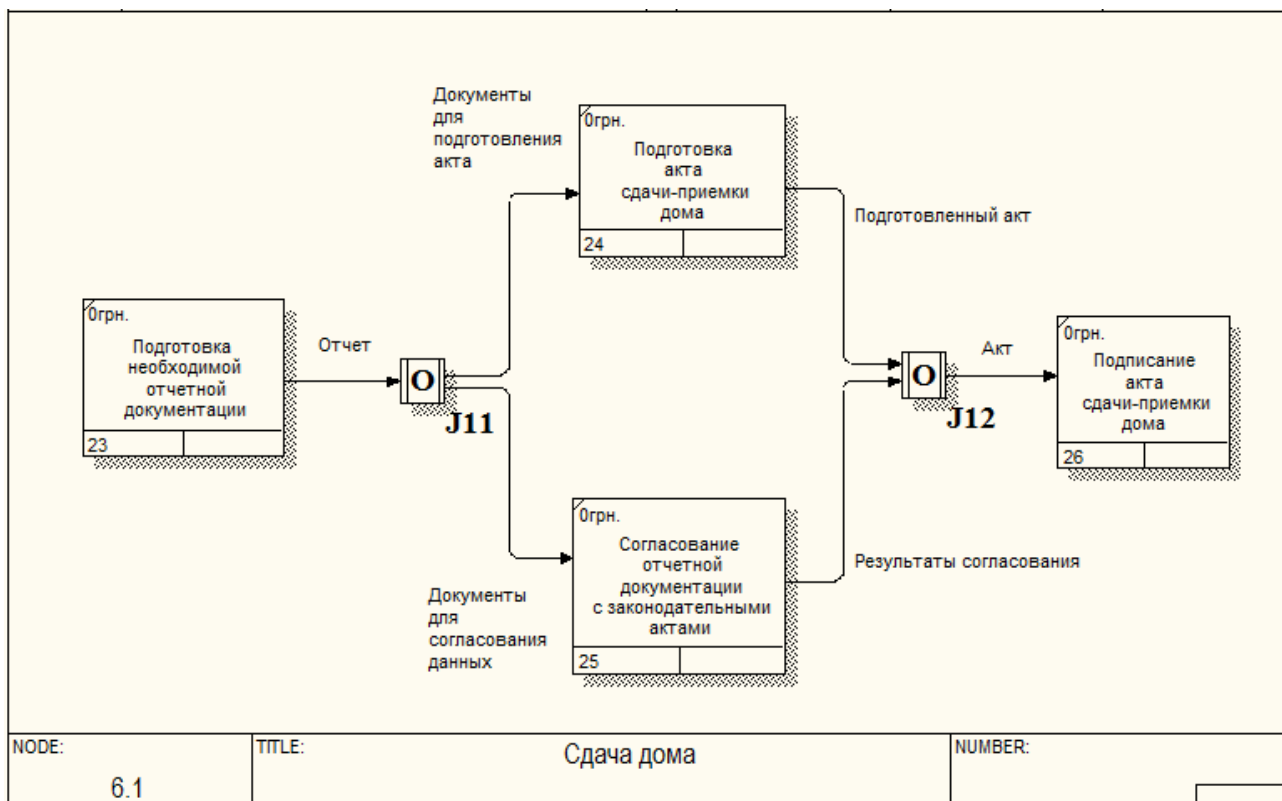 Документы
для
подготовления
акта
0грн.
Подготовка
акта
сдачи-приемки
дома
24
Подготовленный акт
0грн.
Подготовка
необходимой
отчетной
документации
23
Отчет
O
J11
O
J12
Акт
0грн.
Подписание
акта
сдачи-приемки
дома
26
0грн.
Согласование
отчетной
документации
с законодательными
актами
25
Результаты согласования
Документы
для
согласования
данных
NODE:
6.1
TITLE:
Сдача дома
NUMBER: